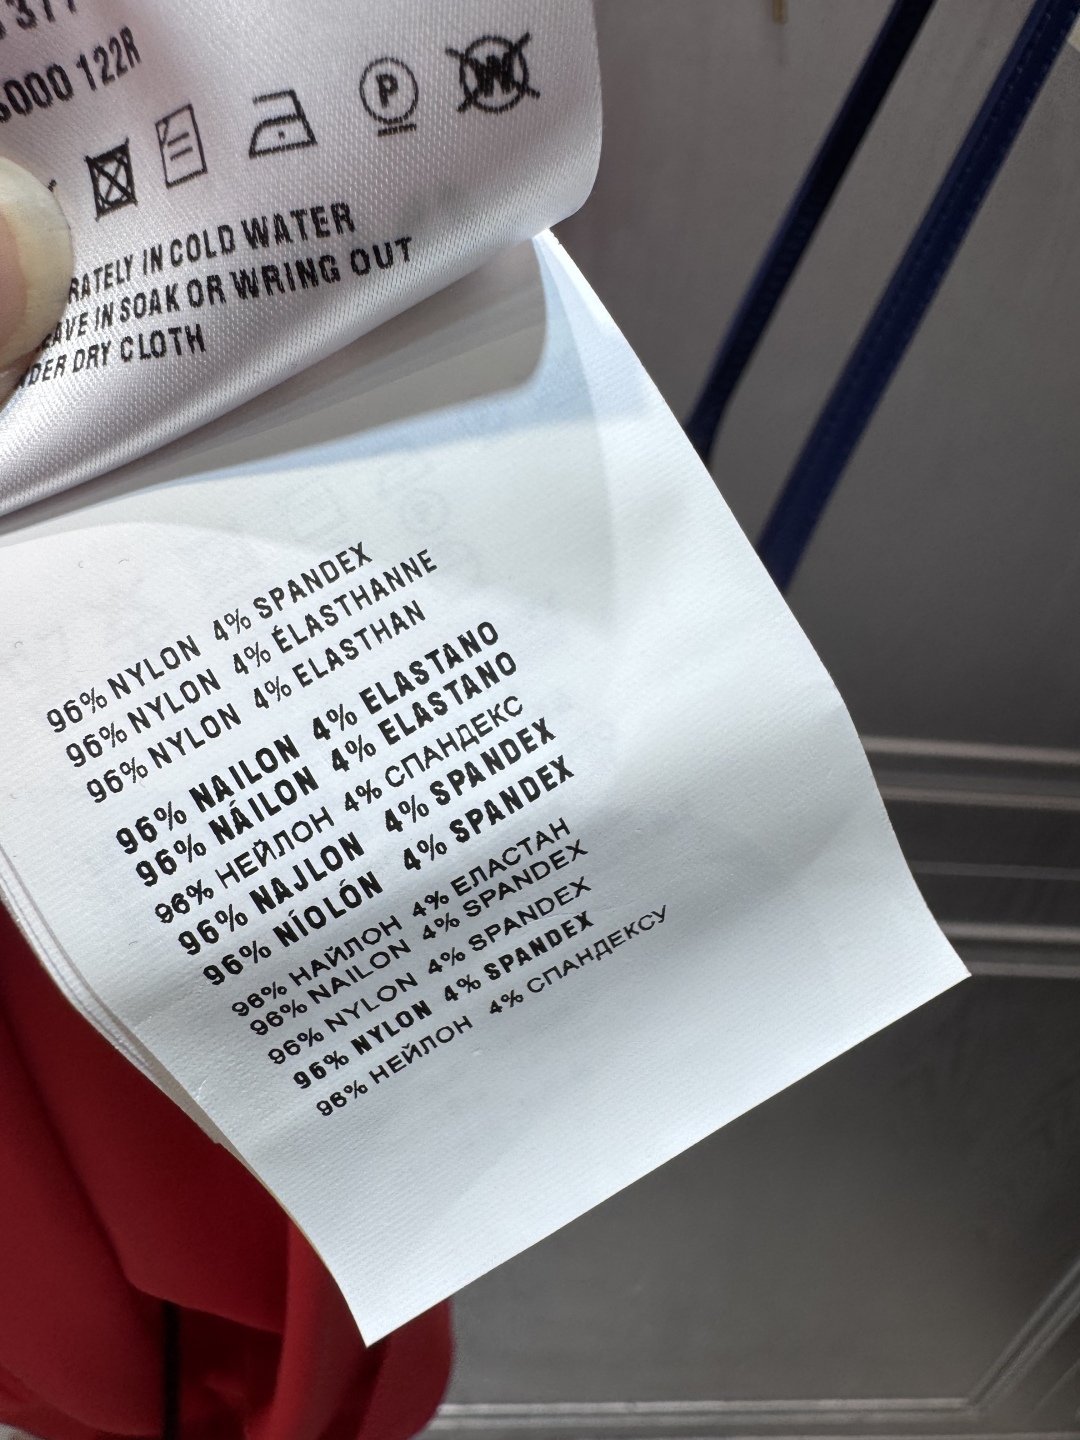 377
000 122R
P W
RATELY IN COLD WATER
EAVE IN SOAK OR WRING OUT
DER DRY CLOTH
96% NYLON 4% SPANDEX
96% NYLON 4% ÉLASTHANNE
96% NYLON 4% ELASTHAN
96% NAILON 4% ELASTANO
96% NÁILON 4% ELASTANO
96% НЕЙЛОН 4% СПАНДЕКС
96% NAJLON 4% SPANDEX
96% NÍOLÓN 4% SPANDEX
96% НАЙЛОН 4% ЕЛАСТАН
96% NAILON 4% SPANDEX
96% NYLON 4% SPANDEX
96% NYLON 4% SPANDEX
96% НЕЙЛОН 4% СПАНДЕКСУ